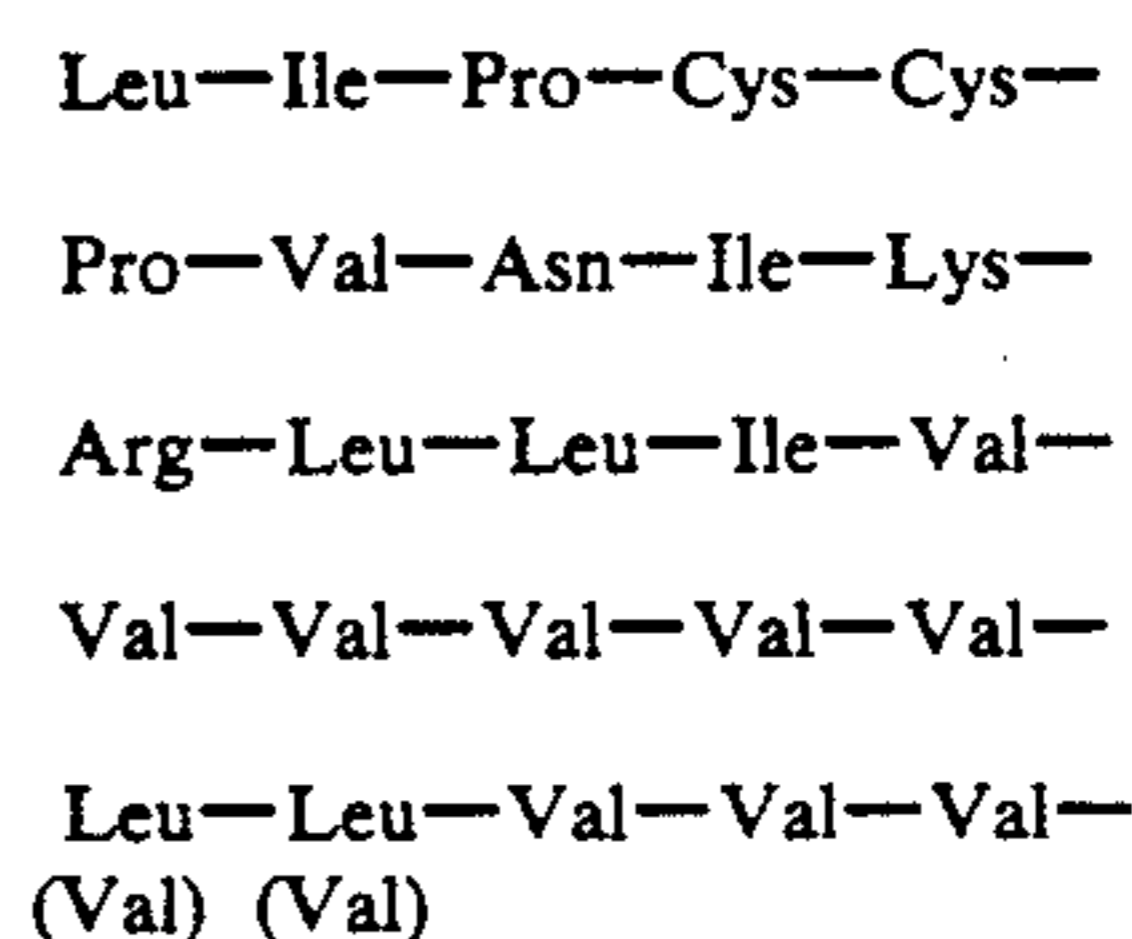 Leu—Ile—Pro—Cys—Cys—
Pro—Val—Asn—Ile—Lys—
Arg—Leu—Leu—Ile—Val—
Val—Val—Val—Val—Val—
Leu—Leu—Val—Val—Val—
(Val) (Val)